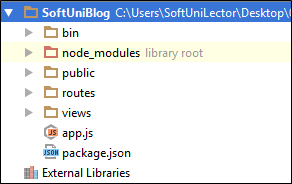 SoftUniBlog C:\Users\SoftUniLector\Desktop\
bin
node_modules library root
public
routes
views
app.js
package.json
External Libraries